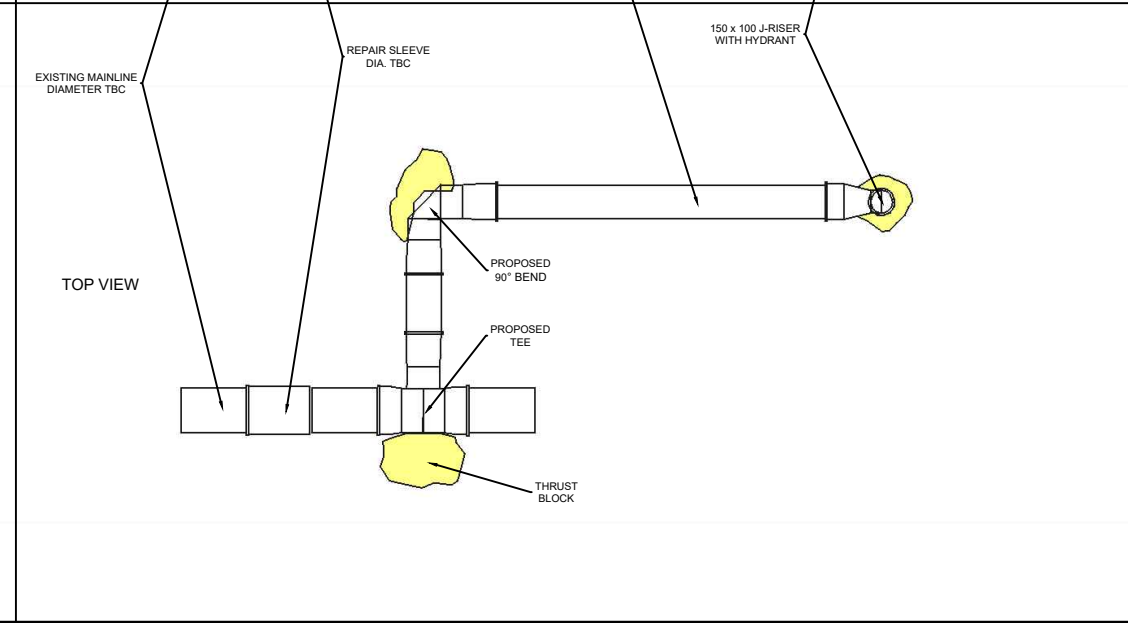 150 x 100 J-RISER
WITH HYDRANT
REPAIR SLEEVE
DIA. TBC
EXISTING MAINLINE
DIAMETER TBC
PROPOSED
90° BEND
TOP VIEW
PROPOSED
TEE
THRUST
BLOCK